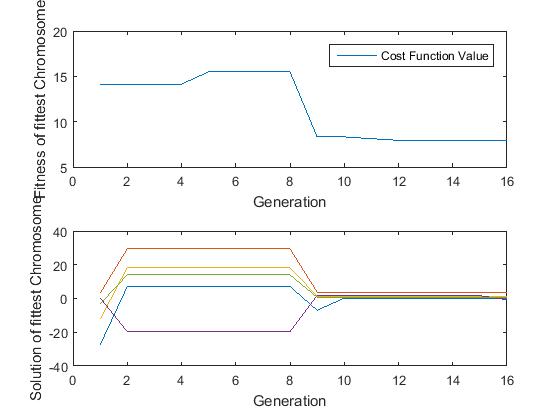 Fitness of fittest Chromosome
20
15
10
5
Cost Function Value
0 2 4 6 8 10 12 14 16
Generation
Solution of fittest Chromosome
40
20
0
-20
-40
0 2 4 6 8 10 12 14 16
Generation